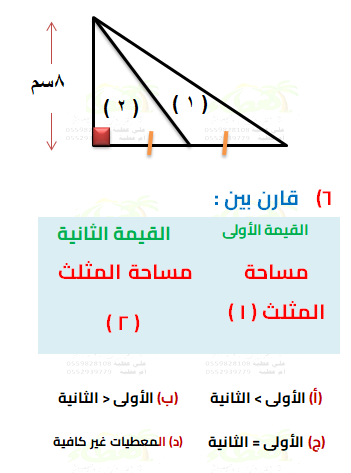 ٨سم
( ٢ )
( ١ )
٦) قارن بين :
القيمة الأولى
القيمة الثانية
مساحة المثلث ( ١ )
مساحة المثلث ( ٢ )
(أ) الأولى > الثانية
(ب) الأولى < الثانية
(ج) الأولى = الثانية
(د) المعطيات غير كافية